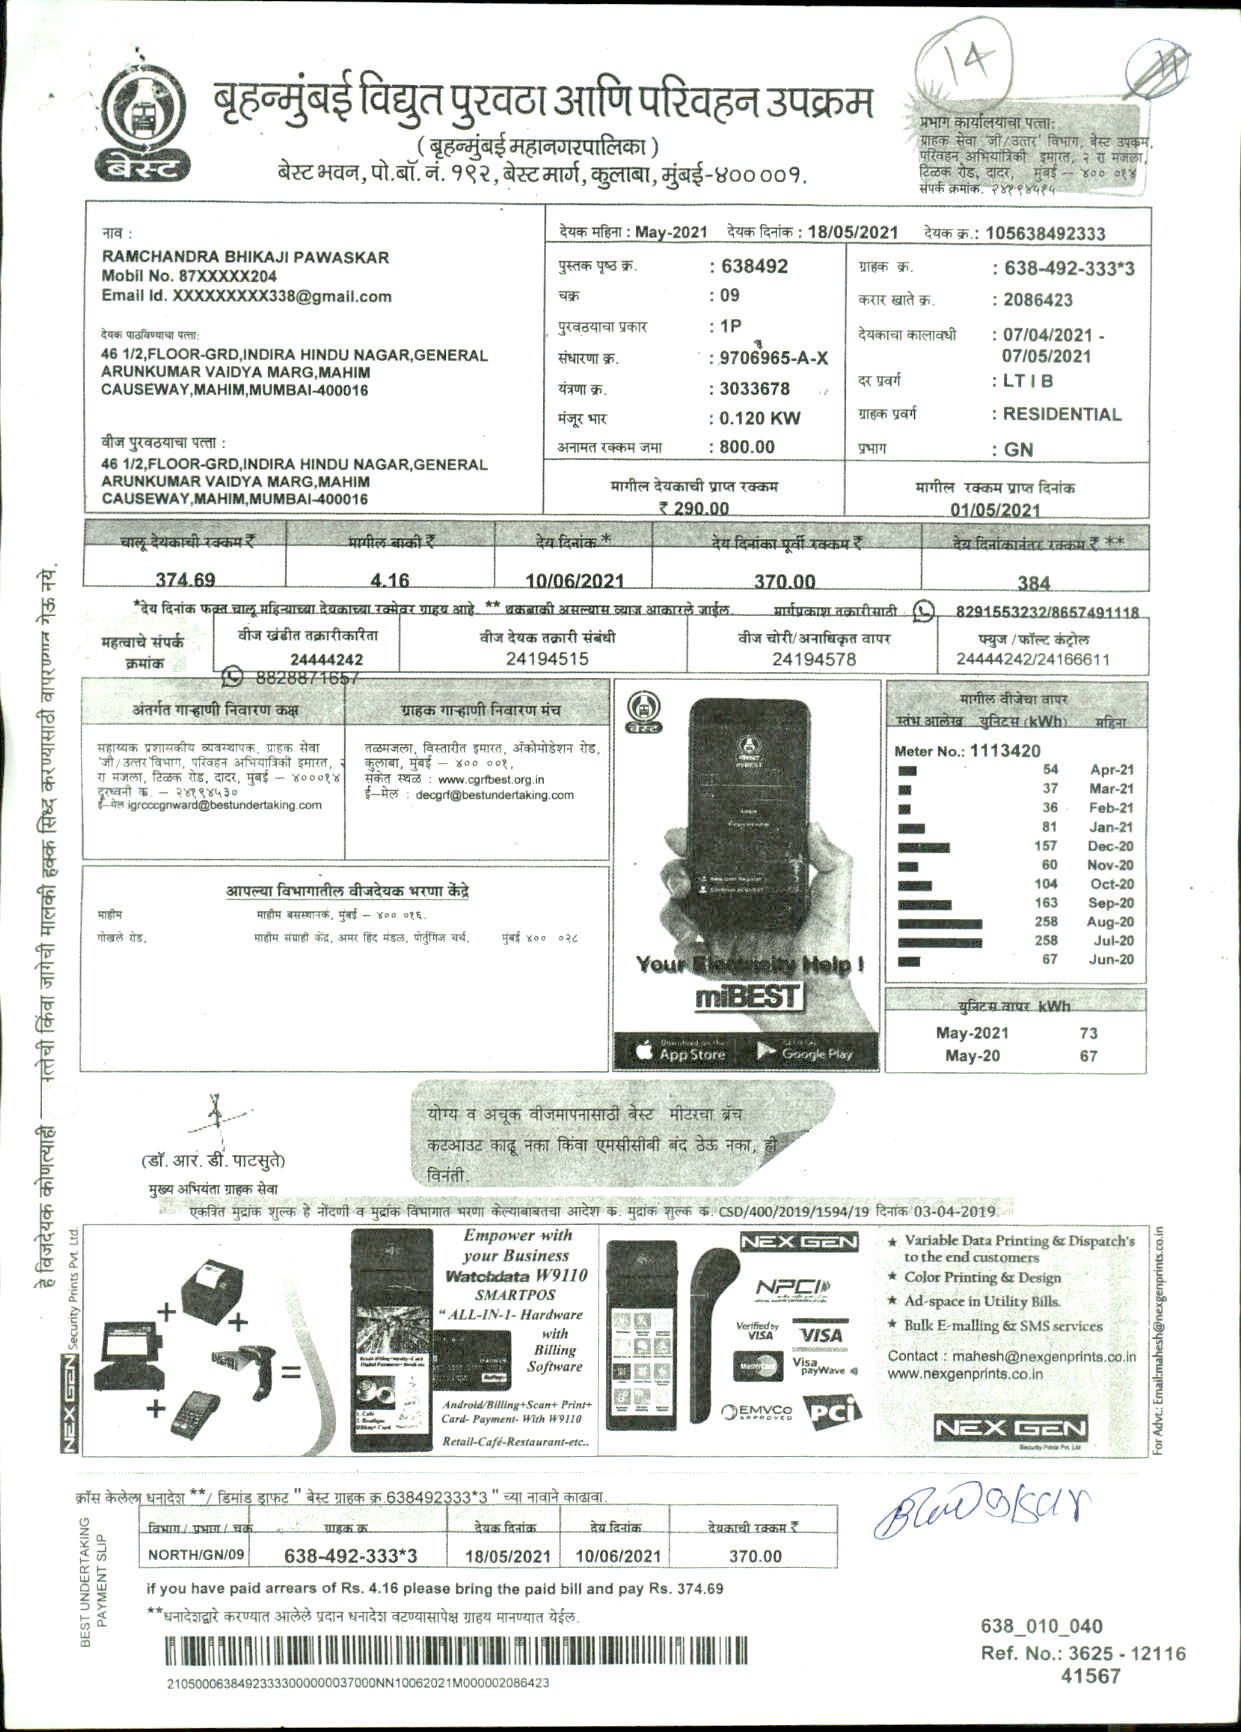 14
बेस्ट
बृहन्मुंबई विद्युत पुरवठा आणि परिवहन उपक्रम
( बृहन्मुंबई महानगरपालिका )
बेस्ट भवन, पो.बॉ. नं. १९२, बेस्ट मार्ग, कुलाबा, मुंबई-४०० ००१.
प्रभाग कार्यालयाचा पत्ता:
ग्राहक सेवा 'जी/उत्तर' विभाग, बेस्ट उपक्रम,
परिवहन अभियांत्रिकी इमारत, २ रा मजला,
टिळक रोड, दादर, मुंबई – ४०० ०१४
संपर्क क्रमांक. २४१९४५१५
नाव :
RAMCHANDRA BHIKAJI PAWASKAR
Mobil No. 87XXXXX204
Email Id. XXXXXXXXX338@gmail.com
देयक पाठविण्याचा पत्ता:
46 1/2,FLOOR-GRD,INDIRA HINDU NAGAR,GENERAL
ARUNKUMAR VAIDYA MARG,MAHIM
CAUSEWAY,MAHIM,MUMBAI-400016
वीज पुरवठयाचा पत्ता :
46 1/2,FLOOR-GRD,INDIRA HINDU NAGAR,GENERAL
ARUNKUMAR VAIDYA MARG,MAHIM
CAUSEWAY,MAHIM,MUMBAI-400016
देयक महिना : May-2021 देयक दिनांक : 18/05/2021 देयक क्र.: 105638492333
पुस्तक पृष्ठ क्र. : 638492
चक्र : 09
पुरवठयाचा प्रकार : 1P
संधारणा क्र. : 9706965-A-X
यंत्रणा क्र. : 3033678
मंजूर भार : 0.120 KW
अनामत रक्कम जमा : 800.00
ग्राहक क्र. : 638-492-333*3
करार खाते क्र. : 2086423
देयकाचा कालावधी : 07/04/2021 -
07/05/2021
दर प्रवर्ग : LT I B
ग्राहक प्रवर्ग : RESIDENTIAL
प्रभाग : GN
मागील देयकाची प्राप्त रक्कम
₹ 290.00
मागील रक्कम प्राप्त दिनांक
01/05/2021
चालू देयकाची रक्कम ₹ मागील बाकी ₹ देय दिनांक * देय दिनांका पूर्वी रक्कम ₹ देय दिनांकानंतर रक्कम ₹ **
374.69 4.16 10/06/2021 370.00 384
*देय दिनांक फक्त चालू महिन्याच्या देयकाच्या रकमेवर ग्राहय आहे. ** थकबाकी असल्यास व्याज आकारले जाईल. मार्गप्रकाश तक्रारीसाठी 8291553232/8657491118
महत्वाचे संपर्क
क्रमांक
वीज खंडीत तक्रारीकरिता
24444242
8828871657
वीज देयक तक्रारी संबंधी
24194515
वीज चोरी/अनाधिकृत वापर
24194578
फ्युज /फॉल्ट कंट्रोल
24444242/24166611
अंतर्गत गाऱ्हाणी निवारण कक्ष
सहाय्यक प्रशासकीय व्यवस्थापक, ग्राहक सेवा
'जी/उत्तर'विभाग, परिवहन अभियांत्रिकी इमारत, २
रा मजला, टिळक रोड, दादर, मुंबई – ४०००१४
दूरध्वनी क. – २४१९४५३०
ई–मेल igrcccgnward@bestundertaking.com
ग्राहक गाऱ्हाणी निवारण मंच
तळमजला, विस्तारीत इमारत, ॲकोमोडेशन रोड,
कुलाबा, मुंबई – ४०० ००१,
संकेत स्थळ : www.cgrfbest.org.in
ई–मेल : decgrf@bestundertaking.com
आपल्या विभागातील वीजदेयक भरणा केंद्रे
माहीम माहीम बसस्थानक, मुंबई – ४०० ०१६.
गोखले रोड, माहीम संग्राही केंद्र, अमर हिंद मंडळ, पोर्तुगिज चर्च, मुंबई ४०० ०२८
बेस्ट
miBEST
Your Electricity Help !
miBEST
App Store
Google Play
मागील वीजेचा वापर
स्तंभ आलेख युनिटस (kWh) महिना
Meter No.: 1113420
54 Apr-21
37 Mar-21
36 Feb-21
81 Jan-21
157 Dec-20
60 Nov-20
104 Oct-20
163 Sep-20
258 Aug-20
258 Jul-20
67 Jun-20
युनिटस वापर kWh
May-2021 73
May-20 67
(डॉ. आर. डी. पाटसुते)
मुख्य अभियंता ग्राहक सेवा
योग्य व अचूक वीजमापनासाठी बेस्ट मीटरचा ब्रॅच
कटआउट काढू नका किंवा एमसीसीबी बंद ठेऊ नका, ही
विनंती.
एकत्रित मुद्रांक शुल्क हे नोंदणी व मुद्रांक विभागात भरणा केल्याबाबतचा आदेश क. मुद्रांक शुल्क क. CSD/400/2019/1594/19 दिनांक 03-04-2019.
NEX GEN Security Prints Pvt. Ltd.
Empower with
your Business
Watchdata W9110
SMARTPOS
" ALL-IN-1- Hardware
with
Billing
Software
Android/Billing+Scan+ Print+
Card- Payment- With W9110
Retail-Café-Restaurant-etc..
NEX GEN
NPCI
Verified by
VISA
VISA
MasterCard
Visa
payWave
EMVCo
APPROVED
PCi
★ Variable Data Printing & Dispatch's
to the end customers
★ Color Printing & Design
★ Ad-space in Utility Bills.
★ Bulk E-malling & SMS services
Contact : mahesh@nexgenprints.co.in
www.nexgenprints.co.in
NEX GEN
Security Prints Pvt. Ltd
For Advt.: Email:mahesh@nexgenprints.co.in
क्रॉस केलेला धनादेश **/ डिमांड ड्राफट " बेस्ट ग्राहक क्र.638492333*3 " च्या नावाने काढावा.
BEST UNDERTAKING
PAYMENT SLIP
विभाग / प्रभाग / चक्र ग्राहक क्र देयक दिनांक देय दिनांक देयकाची रक्कम ₹
NORTH/GN/09 638-492-333*3 18/05/2021 10/06/2021 370.00
if you have paid arrears of Rs. 4.16 please bring the paid bill and pay Rs. 374.69
**धनादेशद्वारे करण्यात आलेले प्रदान धनादेश वटण्यासापेक्ष ग्राहय मानण्यात येईल.
638_010_040
Ref. No.: 3625 - 12116
41567